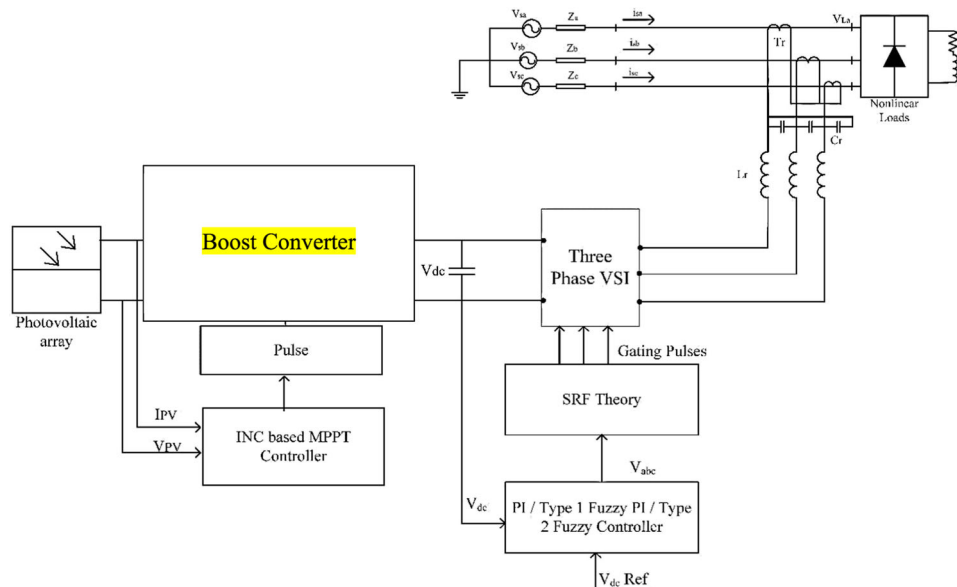 Vsa
Zs
isa
Tr
VLa
Vsb
Zb
isb
Vsc
Zc
isc
Nonlinear
Loads
Cr
Lr
Boost Converter
Vdc
Three
Phase VSI
Photovoltaic
array
Pulse
Gating Pulses
SRF Theory
IPV
VPV
INC based MPPT
Controller
Vabc
Vdc
PI / Type 1 Fuzzy PI / Type
2 Fuzzy Controller
Vdc Ref